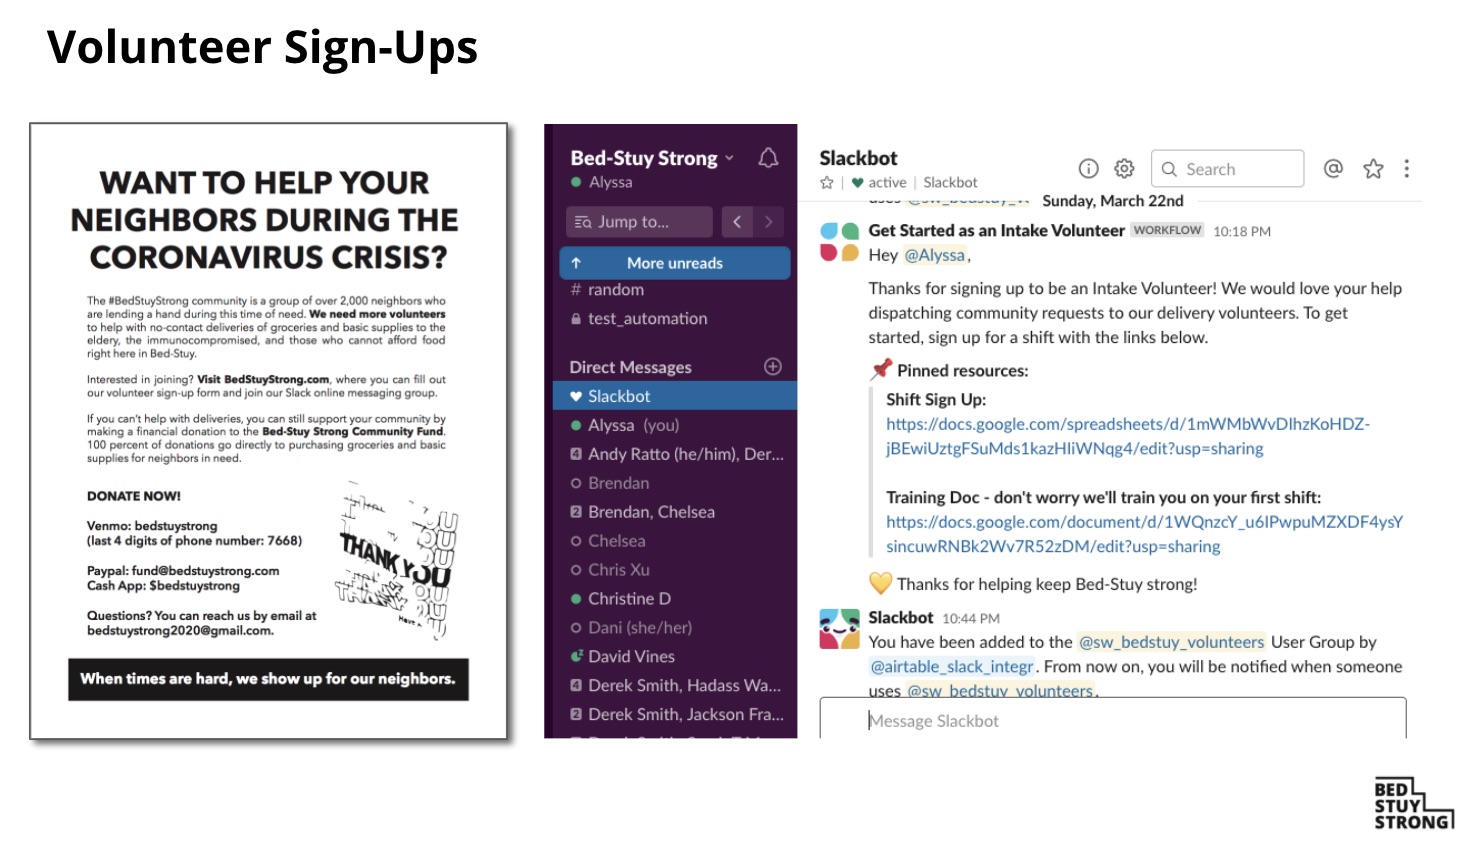 Volunteer Sign-Ups
WANT TO HELP YOUR
NEIGHBORS DURING THE
CORONAVIRUS CRISIS?
The #BedStuyStrong community is a group of over 2,000 neighbors who
are lending a hand during this time of need. We need more volunteers
to help with no-contact deliveries of groceries and basic supplies to the
eldery, the immunocompromised, and those who cannot afford food
right here in Bed-Stuy.
Interested in joining? Visit BedStuyStrong.com, where you can fill out
our volunteer sign-up form and join our Slack online messaging group.
If you can't help with deliveries, you can still support your community by
making a financial donation to the Bed-Stuy Strong Community Fund.
100 percent of donations go directly to purchasing groceries and basic
supplies for neighbors in need.
DONATE NOW!
Venmo: bedstuystrong
(last 4 digits of phone number: 7668)
Paypal: fund@bedstuystrong.com
Cash App: $bedstuystrong
Questions? You can reach us by email at
bedstuystrong2020@gmail.com.
THANK YOU
When times are hard, we show up for our neighbors.
Bed-Stuy Strong
Alyssa
Jump to...
More unreads
# random
test_automation
Direct Messages
Slackbot
Alyssa (you)
4 Andy Ratto (he/him), Der...
Brendan
2 Brendan, Chelsea
Chelsea
Chris Xu
Christine D
Dani (she/her)
David Vines
4 Derek Smith, Hadass Wa...
2 Derek Smith, Jackson Fra...
Slackbot
active | Slackbot
Search
Sunday, March 22nd
Get Started as an Intake Volunteer WORKFLOW 10:18 PM
Hey @Alyssa,
Thanks for signing up to be an Intake Volunteer! We would love your help
dispatching community requests to our delivery volunteers. To get
started, sign up for a shift with the links below.
Pinned resources:
Shift Sign Up:
https://docs.google.com/spreadsheets/d/1mWMbWvDIhzKoHDZ-
jBEwiUztgFSuMds1kazHIiWNqg4/edit?usp=sharing
Training Doc - don't worry we'll train you on your first shift:
https://docs.google.com/document/d/1WQnzcY_u6IPwpuMZXDF4ysY
sincuwRNBk2Wv7R52zDM/edit?usp=sharing
Thanks for helping keep Bed-Stuy strong!
Slackbot 10:44 PM
You have been added to the @sw_bedstuy_volunteers User Group by
@airtable_slack_integr. From now on, you will be notified when someone
uses @sw_bedstuy_volunteers.
Message Slackbot
BED
STUY
STRONG